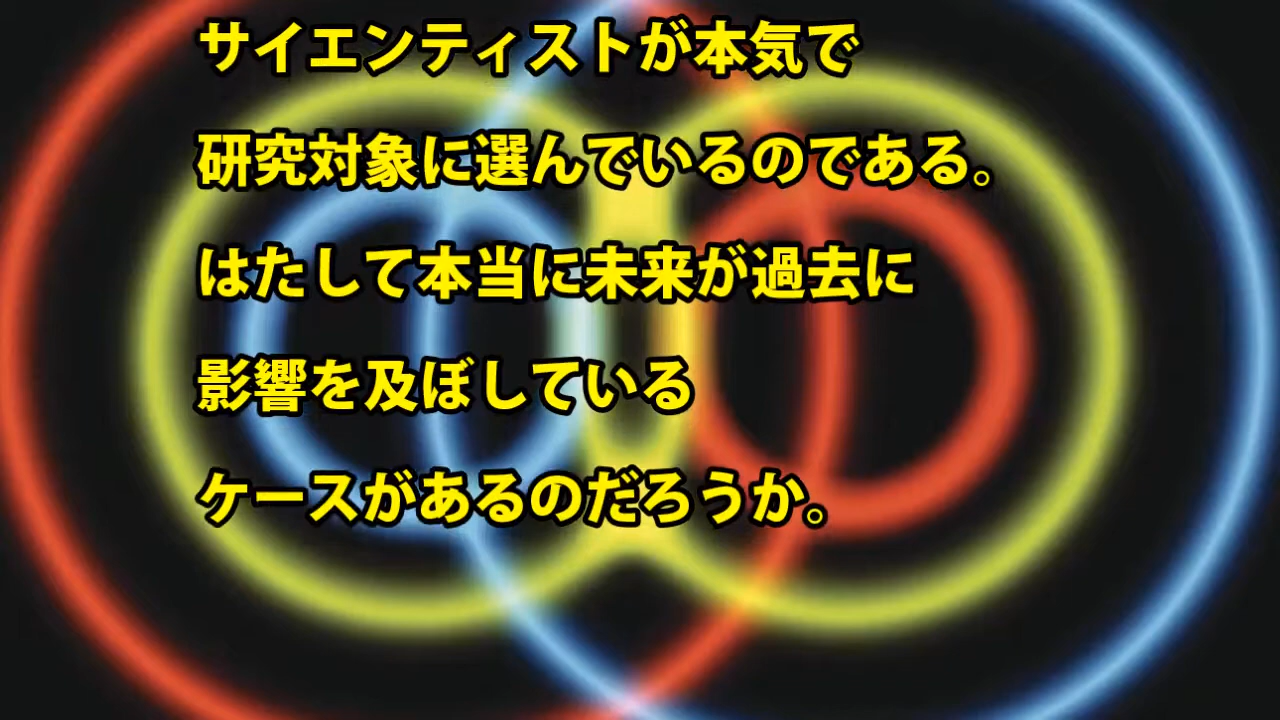 サイエンティストが本気で
研究対象に選んでいるのである。
はたして本当に未来が過去に
影響を及ぼしている
ケースがあるのだろうか。